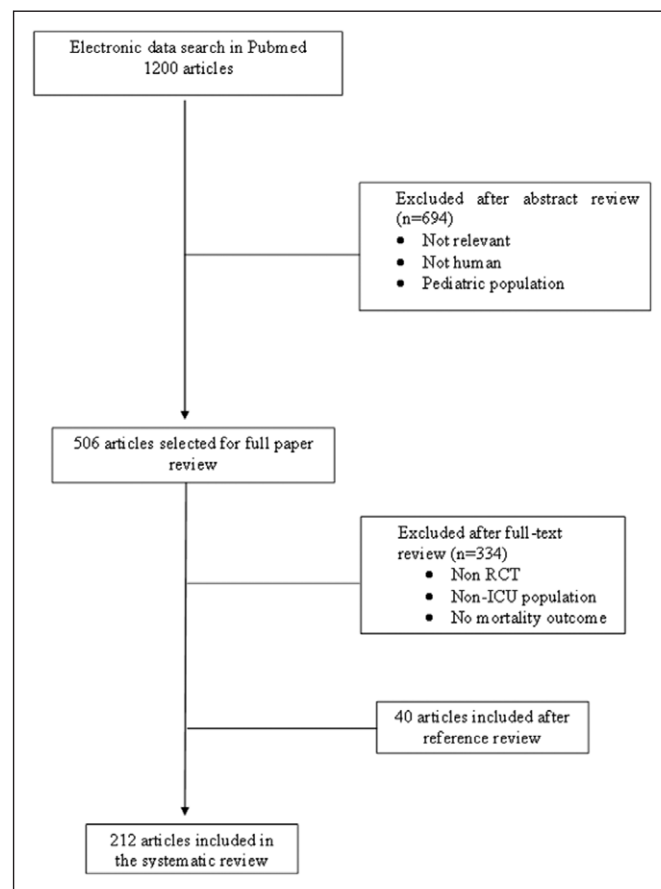 Electronic data search in Pubmed
1200 articles
Excluded after abstract review
(n=694)
● Not relevant
● Not human
● Pediatric population
506 articles selected for full paper
review
Excluded after full-text
review (n=334)
● Non RCT
● Non-ICU population
● No mortality outcome
40 articles included after
reference review
212 articles included in
the systematic review